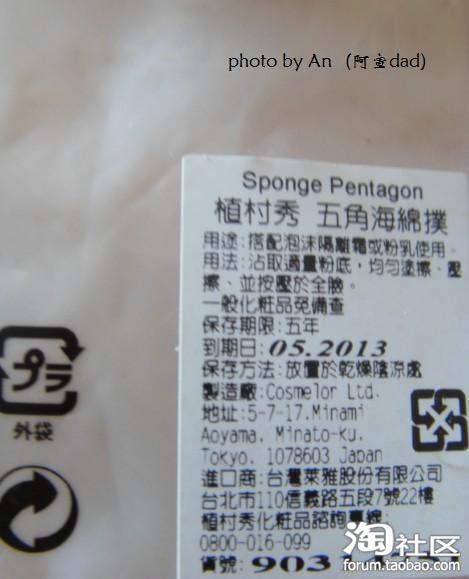 photo by An （阿宣dad）
Sponge Pentagon
植村秀 五角海綿撲
用途:搭配泡沫隔離霜或粉乳使用。
用法:沾取適量粉底，均勻塗擦、壓
擦、並按壓於全臉。
一般化粧品免備查
保存期限:五年
到期日:05.2013
保存方法:放置於乾燥陰涼處
製造廠:Cosmelor Ltd.
地址:5-7-17.Minami
Aoyama, Minato-ku,
Tokyo, 1078603 Japan
進口商:台灣萊雅股份有限公司
台北市110信義路五段7號22樓
植村秀化粧品諮詢專線:
0800-016-099
貨號: 903
プラ
外袋
淘社区
forum.taobao.com